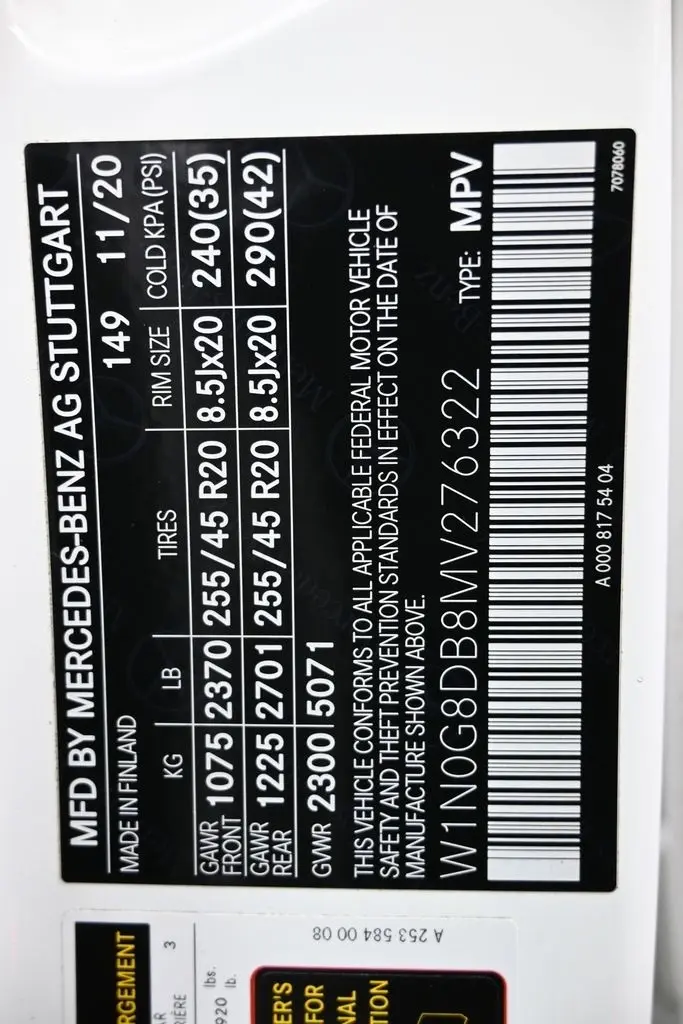 MFD BY MERCEDES-BENZ AG STUTTGART
MADE IN FINLAND 149 11/20
KG LB TIRES RIM SIZE COLD KPA(PSI)
GAWR FRONT 1075 2370 255/45 R20 8.5Jx20 240(35)
GAWR REAR 1225 2701 255/45 R20 8.5Jx20 290(42)
GVWR 2300 5071
THIS VEHICLE CONFORMS TO ALL APPLICABLE FEDERAL MOTOR VEHICLE
SAFETY AND THEFT PREVENTION STANDARDS IN EFFECT ON THE DATE OF
MANUFACTURE SHOWN ABOVE.
W1N0G8DB8MV276322 TYPE: MPV
A 000 817 54 04
7078060
A 253 584 00 08
RGEMENT
3
920 lb.
lbs.